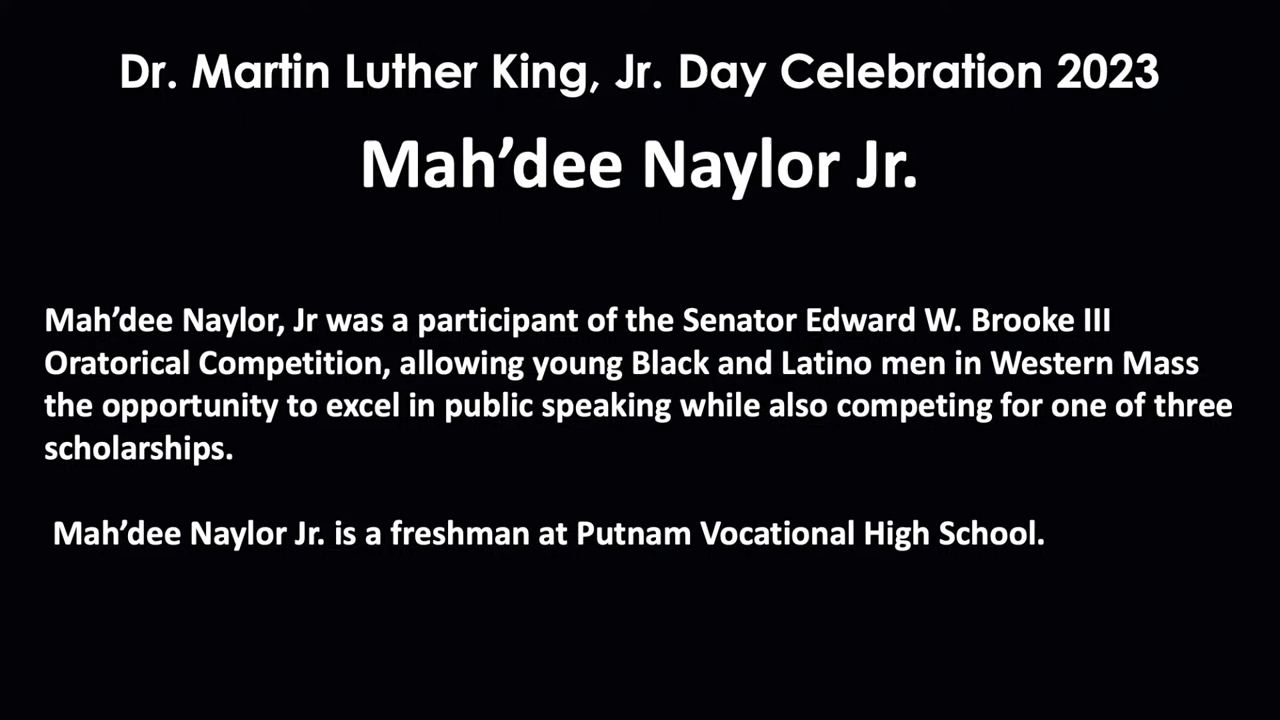 Dr. Martin Luther King, Jr. Day Celebration 2023
Mah’dee Naylor Jr.
Mah’dee Naylor, Jr was a participant of the Senator Edward W. Brooke III
Oratorical Competition, allowing young Black and Latino men in Western Mass
the opportunity to excel in public speaking while also competing for one of three
scholarships.
Mah’dee Naylor Jr. is a freshman at Putnam Vocational High School.